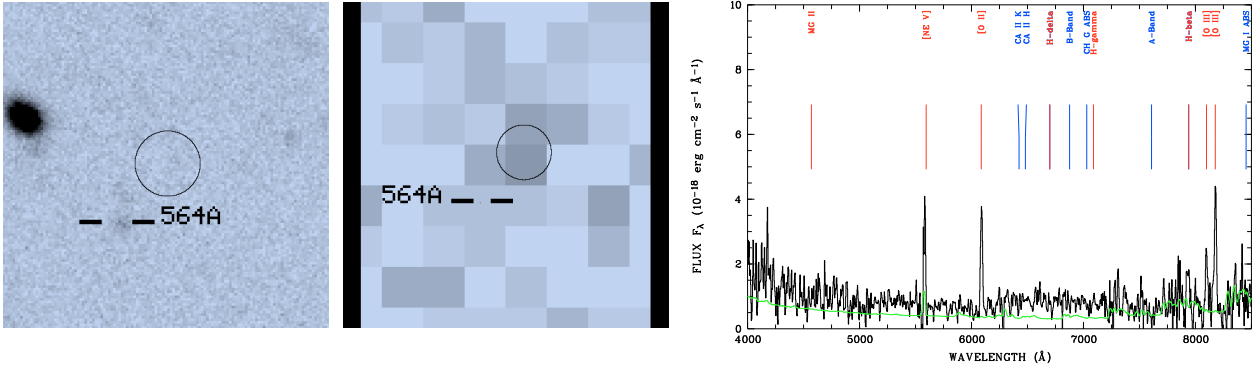 564A
564A
MG II
[NE V]
[O II]
CA II K
CA II H
H-delta
B-Band
CH G ABS
H-gamma
A-Band
H-beta
[O III]
[O III]
MG I ABS
10
8
6
4
2
0
FLUX Fλ (10⁻¹⁸ erg cm⁻² s⁻¹ Å⁻¹)
4000 5000 6000 7000 8000
WAVELENGTH (Å)